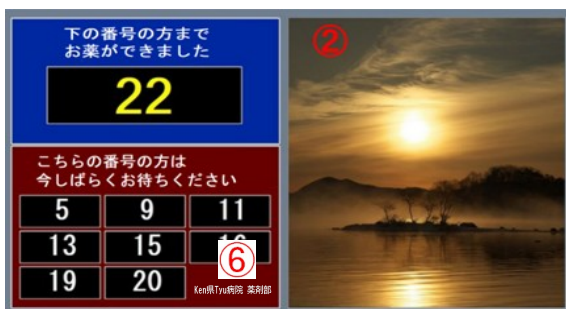 下の番号の方まで
お薬ができました
22
②
こちらの番号の方は
今しばらくお待ちください
5 9 11
13 15
⑥
19 20
Ken県Tyu病院 薬剤部